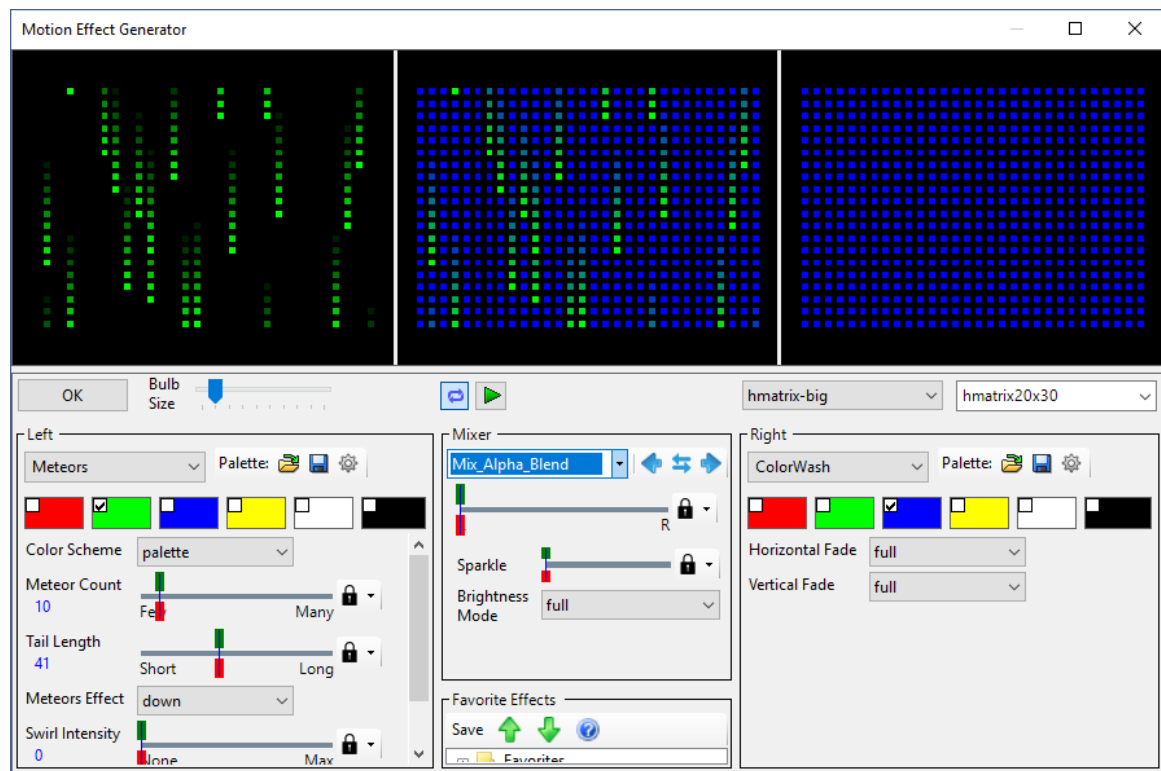 Motion Effect Generator
OK
Bulb Size
hmatrix-big
hmatrix20x30
Left
Meteors
Palette:
Color Scheme
palette
Meteor Count
10
Few
Many
Tail Length
41
Short
Long
Meteors Effect
down
Swirl Intensity
0
None
Max
Mixer
Mix_Alpha_Blend
R
Sparkle
Brightness Mode
full
Favorite Effects
Save
Favorites
Right
ColorWash
Palette:
Horizontal Fade
full
Vertical Fade
full